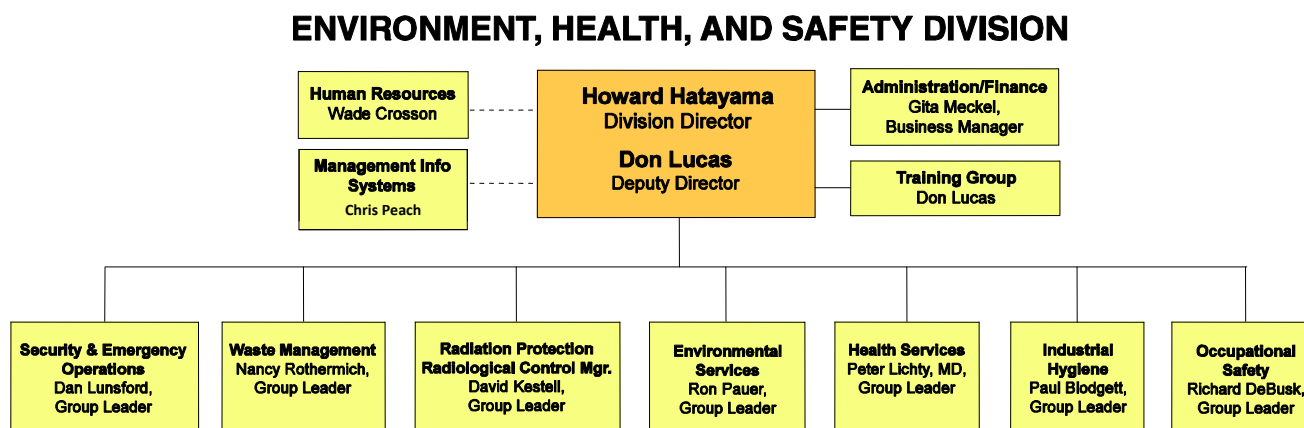 ENVIRONMENT, HEALTH, AND SAFETY DIVISION
Human Resources
Wade Crosson
Howard Hatayama
Division Director
Don Lucas
Deputy Director
Administration/Finance
Gita Meckel,
Business Manager
Management Info
Systems
Chris Peach
Training Group
Don Lucas
Security & Emergency
Operations
Dan Lunsford,
Group Leader
Waste Management
Nancy Rothermich,
Group Leader
Radiation Protection
Radiological Control Mgr.
David Kestell,
Group Leader
Environmental
Services
Ron Pauer,
Group Leader
Health Services
Peter Lichty, MD,
Group Leader
Industrial
Hygiene
Paul Blodgett,
Group Leader
Occupational
Safety
Richard DeBusk,
Group Leader